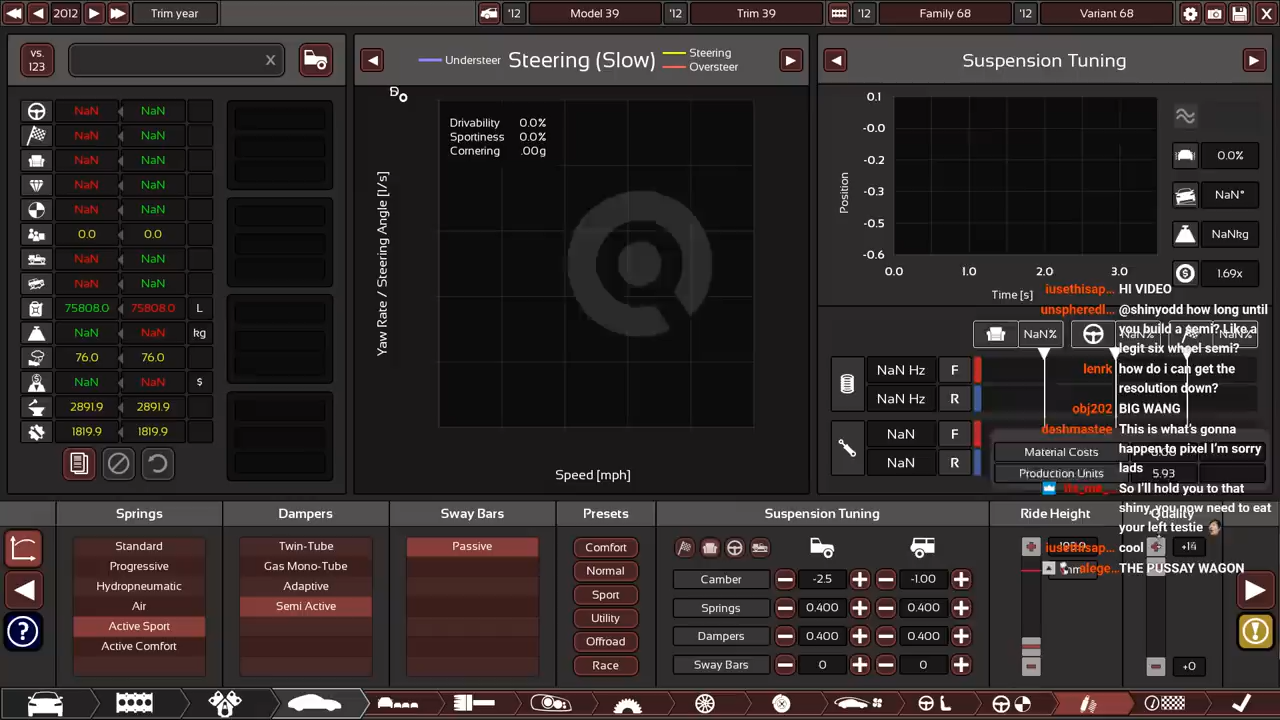 2012
Trim year
'12
Model 39
'12
Trim 39
'12
Family 68
'12
Variant 68
vs.
123
x
NaN NaN
NaN NaN
NaN NaN
NaN NaN
NaN NaN
0.0 0.0
NaN NaN
NaN NaN
75808.0 75808.0 L
NaN NaN kg
76.0 76.0
NaN NaN $
2891.9 2891.9
1819.9 1819.9
Understeer
Steering (Slow)
Steering
Oversteer
Drivability 0.0%
Sportiness 0.0%
Cornering .00g
Yaw Rate / Steering Angle [1/s]
Speed [mph]
Suspension Tuning
0.1
-0.0
-0.2
-0.3
-0.5
-0.6
Position
0.0 1.0 2.0 3.0
Time [s]
0.0%
NaN°
NaNkg
1.69x
NaN%
NaN Hz F
NaN Hz R
NaN F
NaN R
Material Costs
Production Units 5.93
iusethisap... HI VIDEO
unspheredl... @shinyodd how long until
you build a semi? Like a
legit six wheel semi?
lenrk how do i can get the
resolution down?
obj202 BIG WANG
dashmastee This is what's gonna
happen to pixel I'm sorry
lads
So I'll hold you to that
shiny, you now need to eat
your left testie
iusethisap... cool
alege... THE PUSSAY WAGON
Springs
Standard
Progressive
Hydropneumatic
Air
Active Sport
Active Comfort
Dampers
Twin-Tube
Gas Mono-Tube
Adaptive
Semi Active
Sway Bars
Passive
Presets
Comfort
Normal
Sport
Utility
Offroad
Race
Suspension Tuning
Camber -2.5 -1.00
Springs 0.400 0.400
Dampers 0.400 0.400
Sway Bars 0 0
Ride Height
Quality
+14
+0